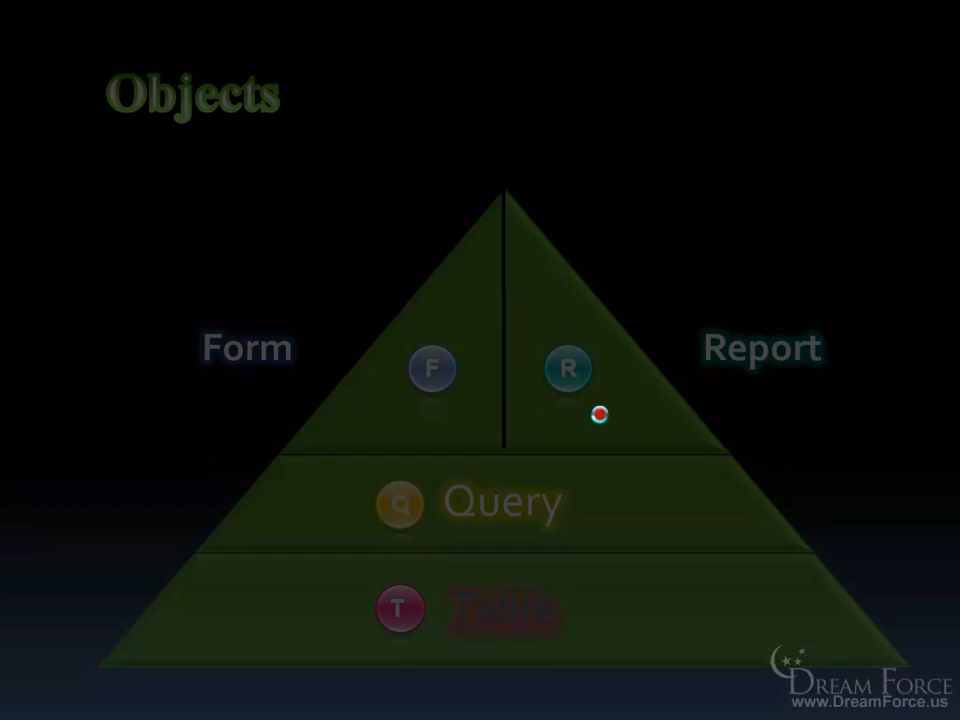 Objects
Form
F
R
Report
Q Query
T Table
DREAM FORCE
www.DreamForce.us